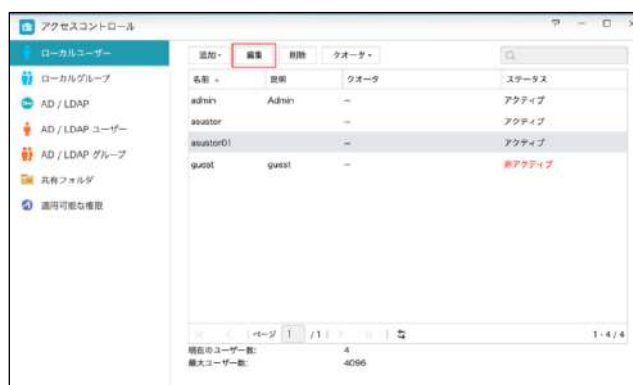 アクセスコントロール
ローカルユーザー
ローカルグループ
AD / LDAP
AD / LDAP ユーザー
AD / LDAP グループ
共有フォルダ
適用可能な権限
追加 編集 削除 クオータ
名前 説明 クオータ ステータス
admin Admin -- アクティブ
asustor -- アクティブ
asustor01 -- アクティブ
guest guest -- 非アクティブ
ページ 1 / 1 1 - 4 / 4
現在のユーザー数: 4
最大ユーザー数: 4096